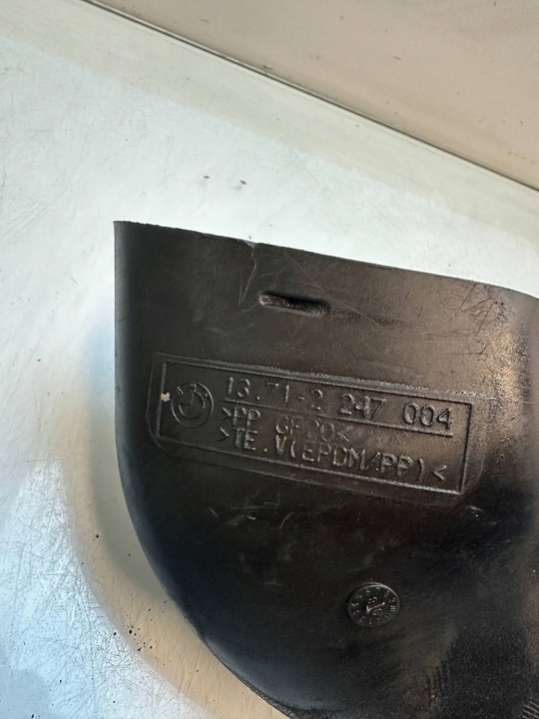 13.71-2 247 004
>PP GF20<
>TE.V(EPDM/PP)<